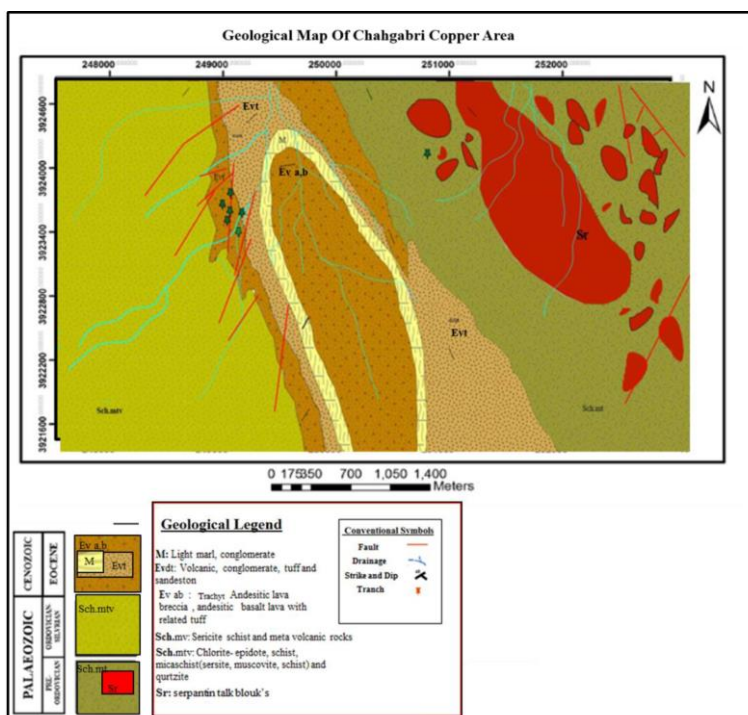 Geological Map Of Chahgabri Copper Area
248000 249000 250000 251000 252000
N
3924600
3924000
3923400
3922800
3922200
3921600
Evt
M
Ev a,b
Sr
Evt
Sch.mtv
Sch.mt
0 175350 700 1,050 1,400
Meters
CENOZOIC
EOCENE
Ev a,b
M
Evt
PALAEOZOIC
ORDOVICIAN-
SILVRIAN
Sch.mtv
PRE-
ORDOVICIAN
Sch.mt
Sr
Geological Legend
M: Light marl, conglomerate
Evdt: Volcanic, conglomerate, tuff and
sandeston
Ev ab : Trachyt Andesitic lava
breccia , andesitic basalt lava with
related tuff
Sch.mv: Sericite schist and meta volcanic rocks
Sch.mtv: Chlorite- epidote, schist,
micaschist(sersite, muscovite, schist) and
qurtzite
Sr: serpantin talk blouk's
Conventional Symbols
Fault
Drainage
Strike and Dip
Tranch